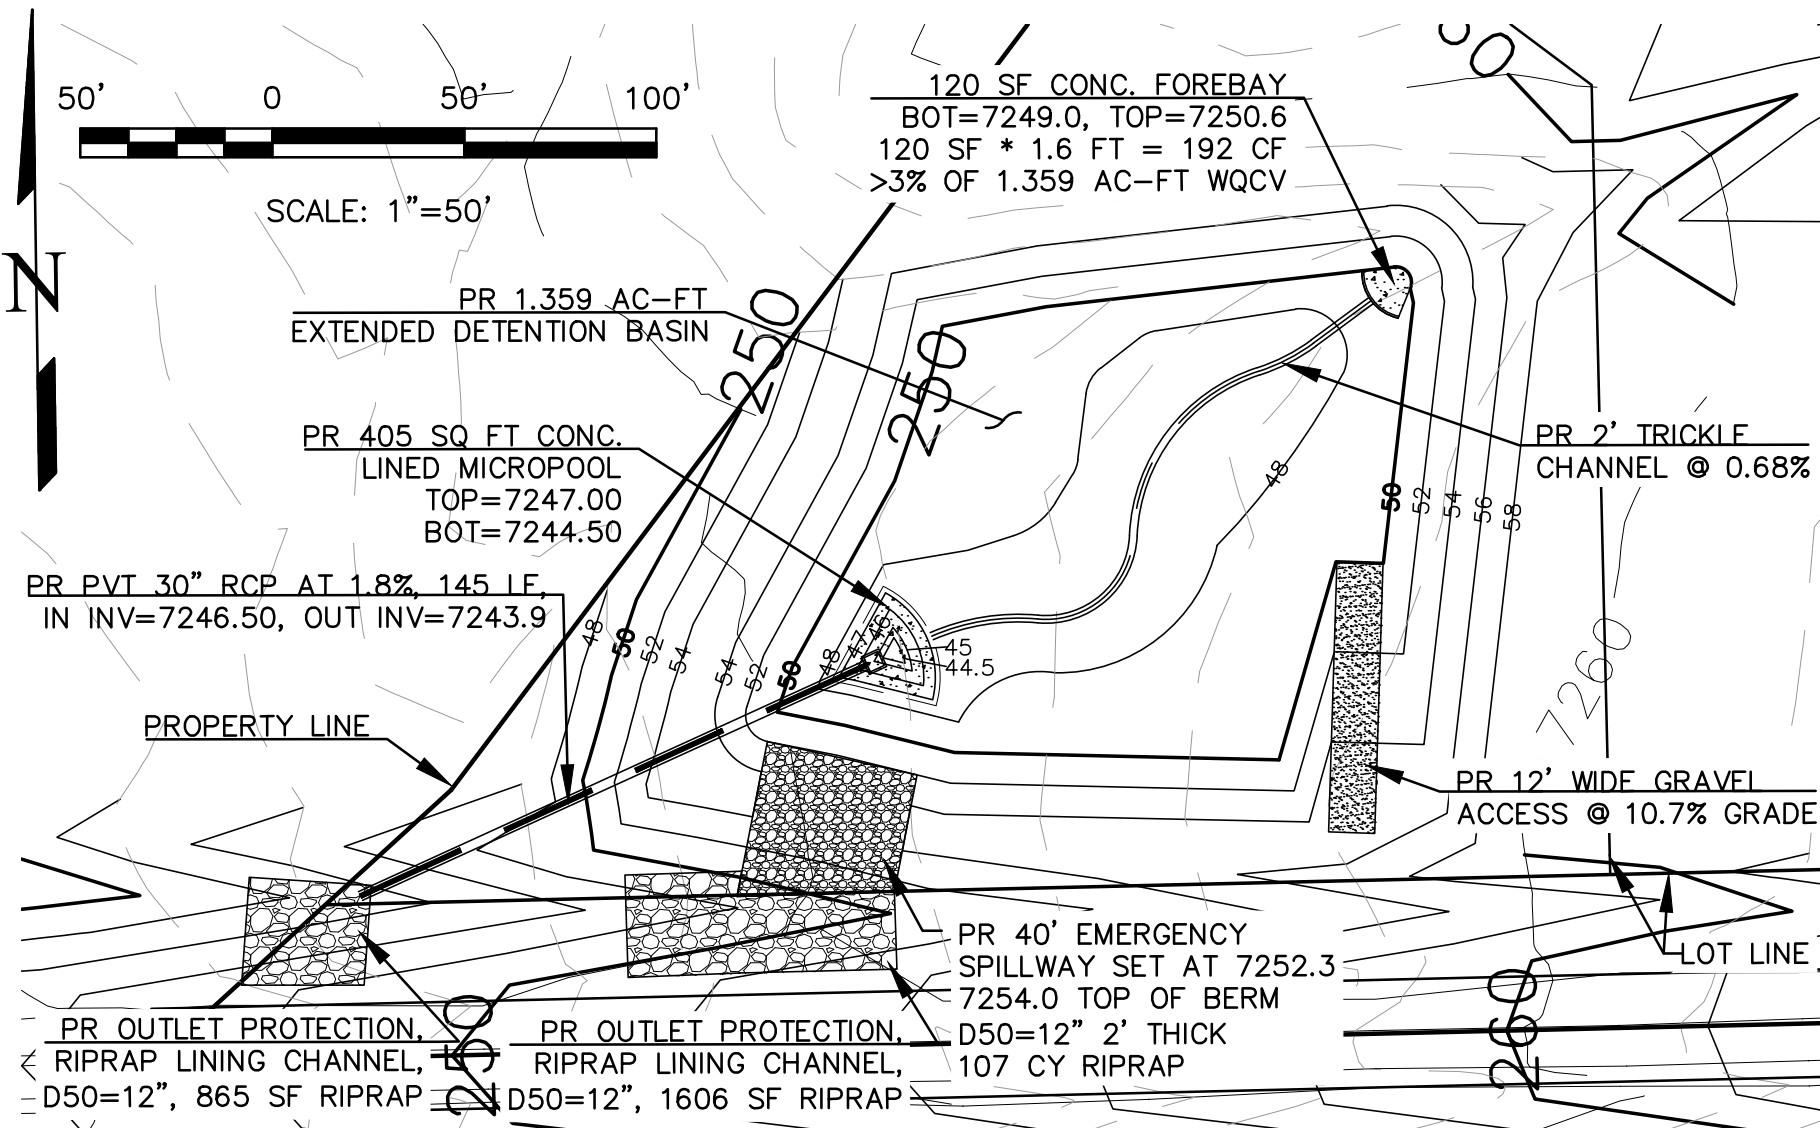 50'
0
50'
100'
SCALE: 1"=50'
N
120 SF CONC. FOREBAY
BOT=7249.0, TOP=7250.6
120 SF * 1.6 FT = 192 CF
>3% OF 1.359 AC-FT WQCV
PR 1.359 AC-FT
EXTENDED DETENTION BASIN
250
250
PR 405 SQ FT CONC.
LINED MICROPOOL
TOP=7247.00
BOT=7244.50
PR 2' TRICKLE
CHANNEL @ 0.68%
48
50
52
54
56
58
PR PVT 30" RCP AT 1.8%, 145 LF,
IN INV=7246.50, OUT INV=7243.9
48
50
52
54
54
52
50
48
47
46
45
44.5
7260
PROPERTY LINE
PR 12' WIDE GRAVEL
ACCESS @ 10.7% GRADE
PR 40' EMERGENCY
SPILLWAY SET AT 7252.3
7254.0 TOP OF BERM
D50=12" 2' THICK
107 CY RIPRAP
LOT LINE
PR OUTLET PROTECTION,
RIPRAP LINING CHANNEL,
D50=12", 865 SF RIPRAP
PR OUTLET PROTECTION,
RIPRAP LINING CHANNEL,
D50=12", 1606 SF RIPRAP
250
260